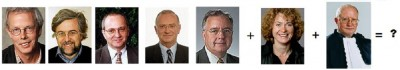 + + = ?